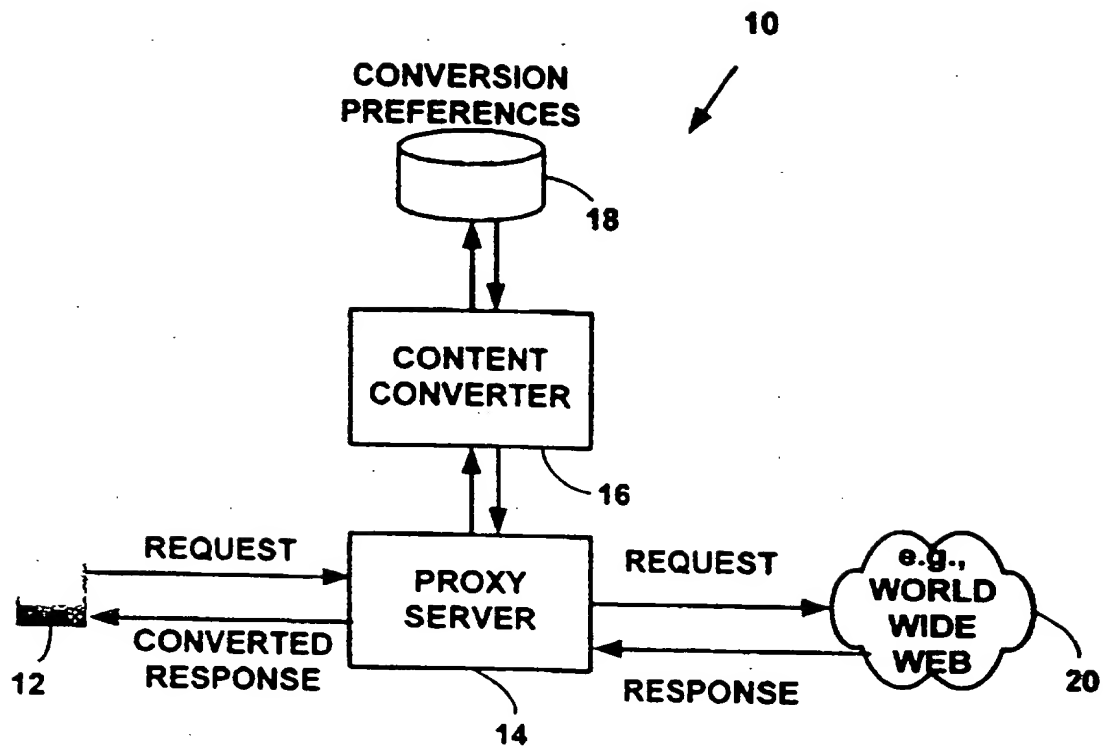 10
CONVERSION
PREFERENCES
18
CONTENT
CONVERTER
16
REQUEST
PROXY
SERVER
REQUEST
e.g.,
WORLD
WIDE
WEB
CONVERTED
RESPONSE
RESPONSE
12
14
20